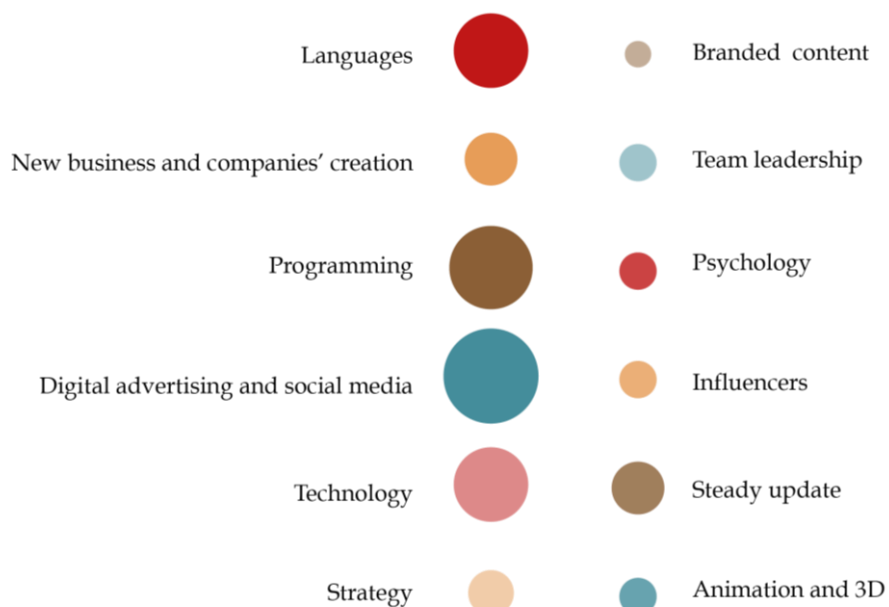 Languages
Branded content
New business and companies’ creation
Team leadership
Programming
Psychology
Digital advertising and social media
Influencers
Technology
Steady update
Strategy
Animation and 3D